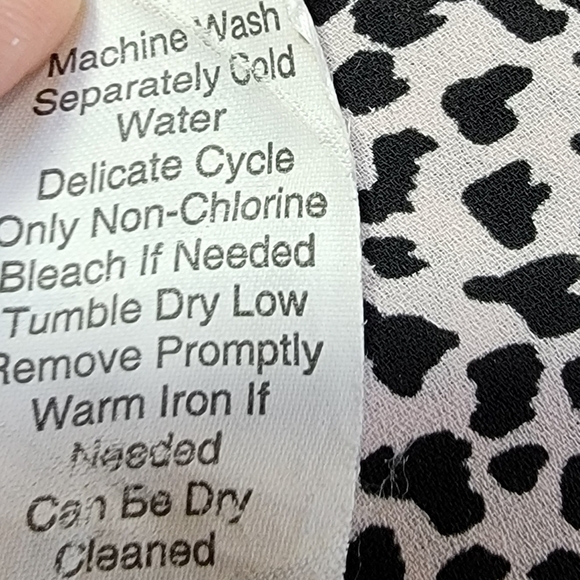 Machine Wash
Separately Cold
Water
Delicate Cycle
Only Non-Chlorine
Bleach If Needed
Tumble Dry Low
Remove Promptly
Warm Iron If
Needed
Can Be Dry
Cleaned